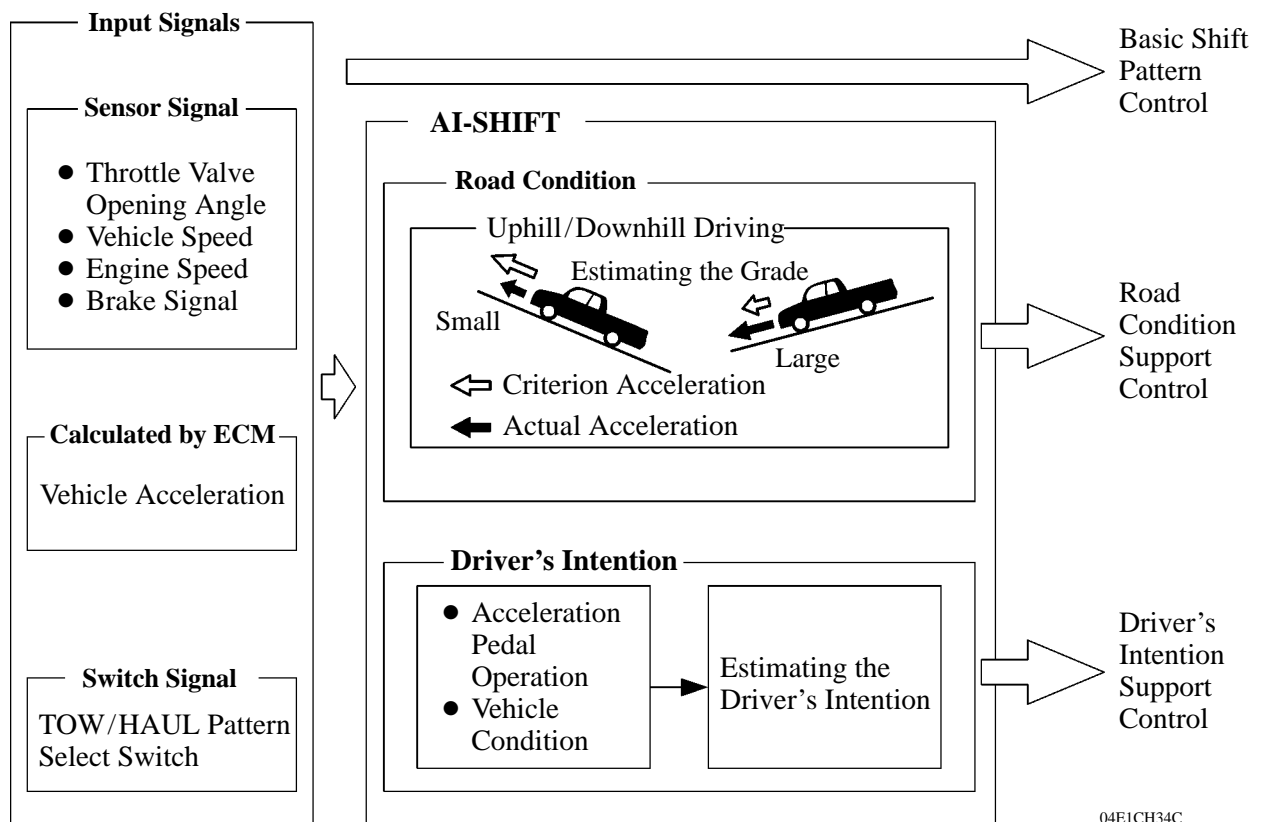 Input Signals
Sensor Signal
● Throttle Valve
Opening Angle
● Vehicle Speed
● Engine Speed
● Brake Signal
Calculated by ECM
Vehicle Acceleration
Switch Signal
TOW/HAUL Pattern
Select Switch
AI-SHIFT
Road Condition
Uphill/Downhill Driving
Estimating the Grade
Small
Large
Criterion Acceleration
Actual Acceleration
Driver's Intention
● Acceleration
Pedal
Operation
● Vehicle
Condition
Estimating the
Driver's Intention
Basic Shift
Pattern
Control
Road
Condition
Support
Control
Driver's
Intention
Support
Control
04E1CH34C